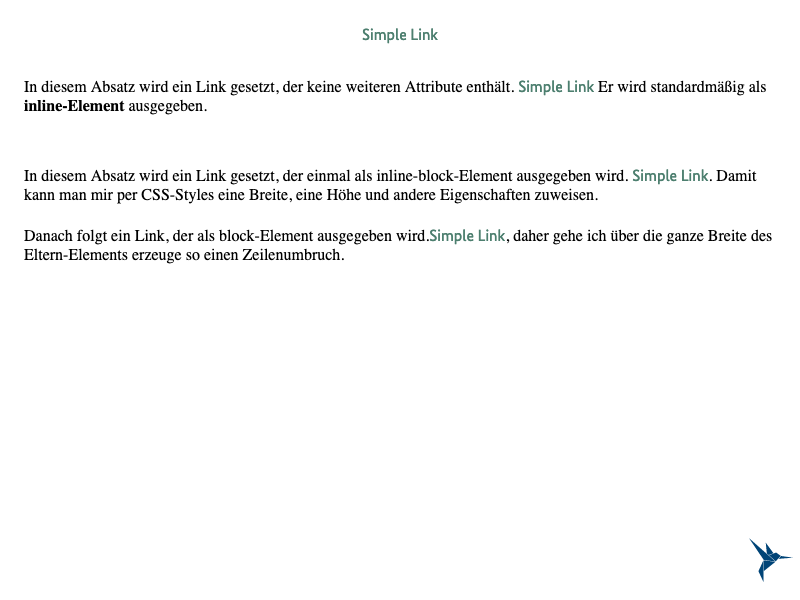 Simple Link
In diesem Absatz wird ein Link gesetzt, der keine weiteren Attribute enthält. Simple Link Er wird standardmäßig als
inline-Element ausgegeben.
In diesem Absatz wird ein Link gesetzt, der einmal als inline-block-Element ausgegeben wird. Simple Link. Damit
kann man mir per CSS-Styles eine Breite, eine Höhe und andere Eigenschaften zuweisen.
Danach folgt ein Link, der als block-Element ausgegeben wird.Simple Link, daher gehe ich über die ganze Breite des
Eltern-Elements erzeuge so einen Zeilenumbruch.